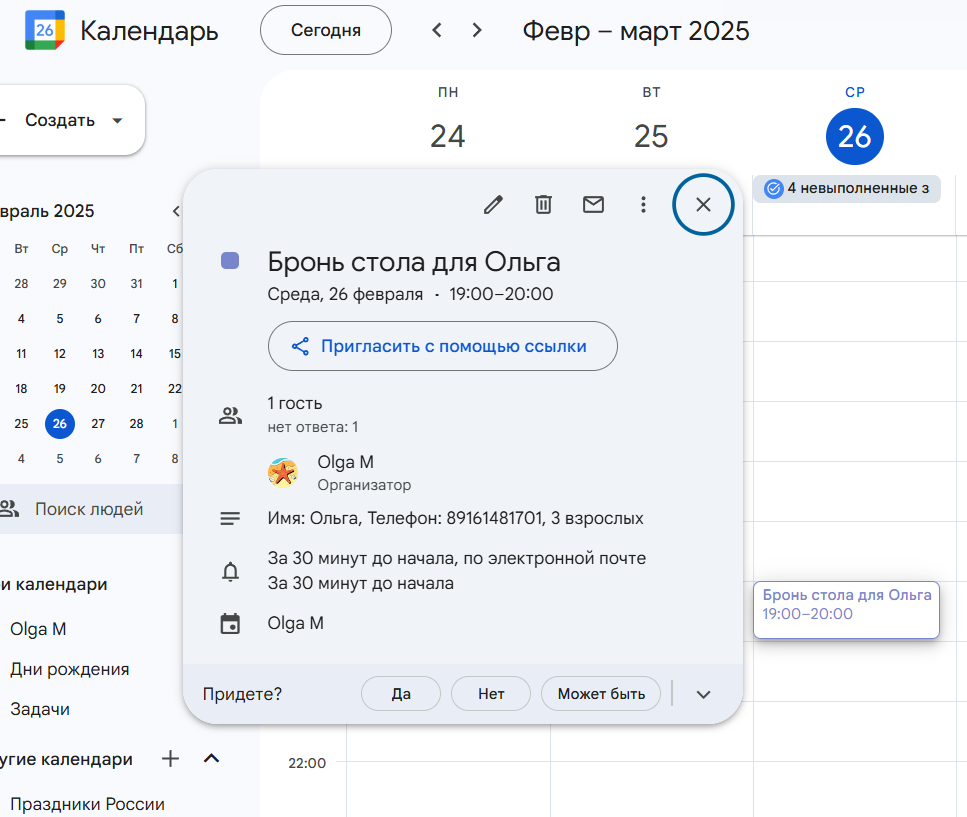 26
Календарь
Сегодня
Февр – март 2025
Создать
ПН
ВТ
СР
24
25
26
4 невыполненные з
враль 2025
Вт Ср Чт Пт Сб
28 29 30 31 1
4 5 6 7 8
11 12 13 14 15
18 19 20 21 22
25 26 27 28 1
4 5 6 7 8
Поиск людей
и календари
Olga M
Дни рождения
Задачи
угие календари
Праздники России
Бронь стола для Ольга
Среда, 26 февраля · 19:00–20:00
Пригласить с помощью ссылки
1 гость
нет ответа: 1
Olga M
Организатор
Имя: Ольга, Телефон: 89161481701, 3 взрослых
За 30 минут до начала, по электронной почте
За 30 минут до начала
Olga M
Придете?
Да
Нет
Может быть
Бронь стола для Ольга
19:00–20:00
22:00